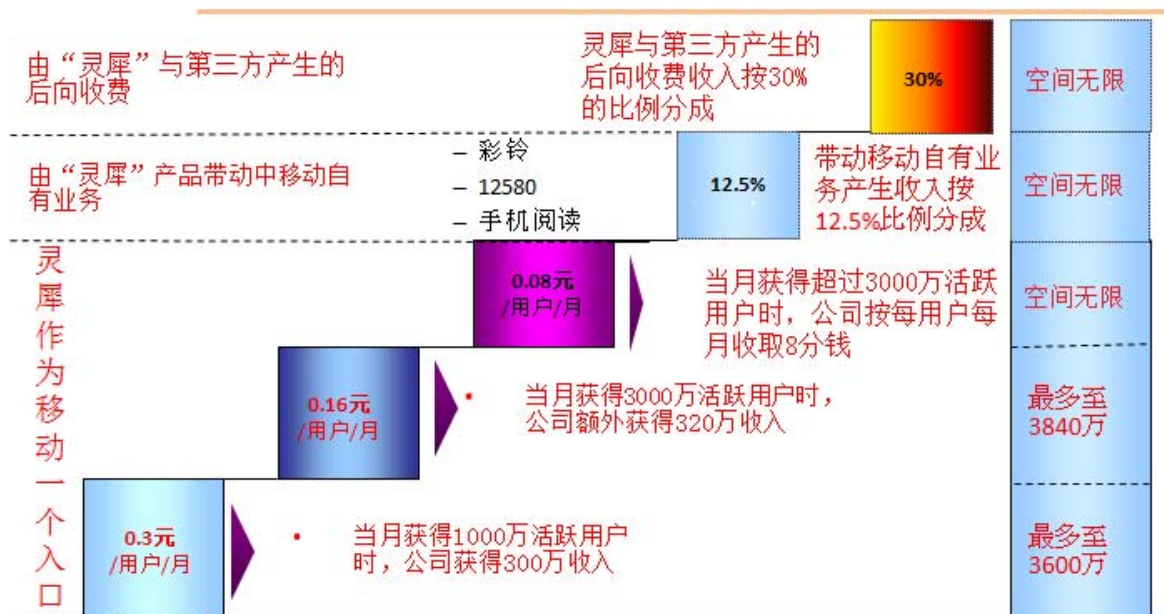 由“灵犀”与第三方产生的
后向收费
灵犀与第三方产生的
后向收费收入按30%
的比例分成
30%
空间无限
由“灵犀”产品带动中移动自
有业务
– 彩铃
– 12580
– 手机阅读
12.5%
带动移动自有业
务产生收入按
12.5%比例分成
空间无限
灵犀作为移动一个入口
0.08元
/用户/月
当月获得超过3000万活跃
用户时，公司按每用户每
月收取8分钱
空间无限
0.16元
/用户/月
• 当月获得3000万活跃用户时，
公司额外获得320万收入
最多至
3840万
0.3元
/用户/月
• 当月获得1000万活跃用户
时，公司获得300万收入
最多至
3600万